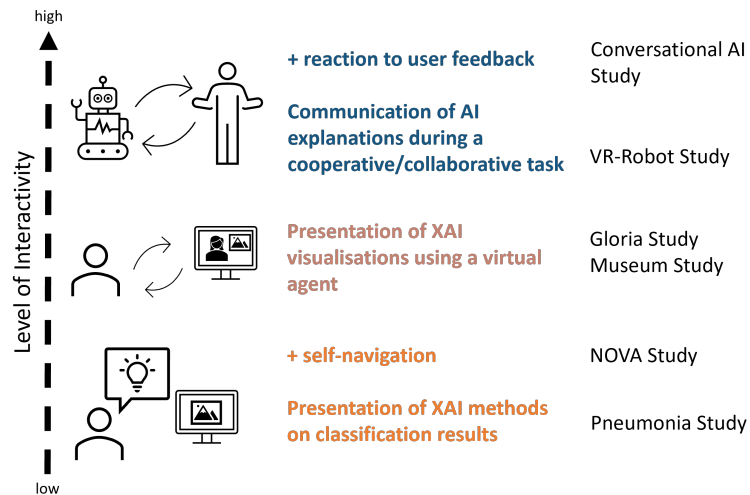 high
+ reaction to user feedback
Conversational AI
Study
Communication of AI
explanations during a
cooperative/collaborative task
VR-Robot Study
Level of Interactivity
Presentation of XAI
visualisations using a virtual
agent
Gloria Study
Museum Study
+ self-navigation
NOVA Study
Presentation of XAI methods
on classification results
Pneumonia Study
low